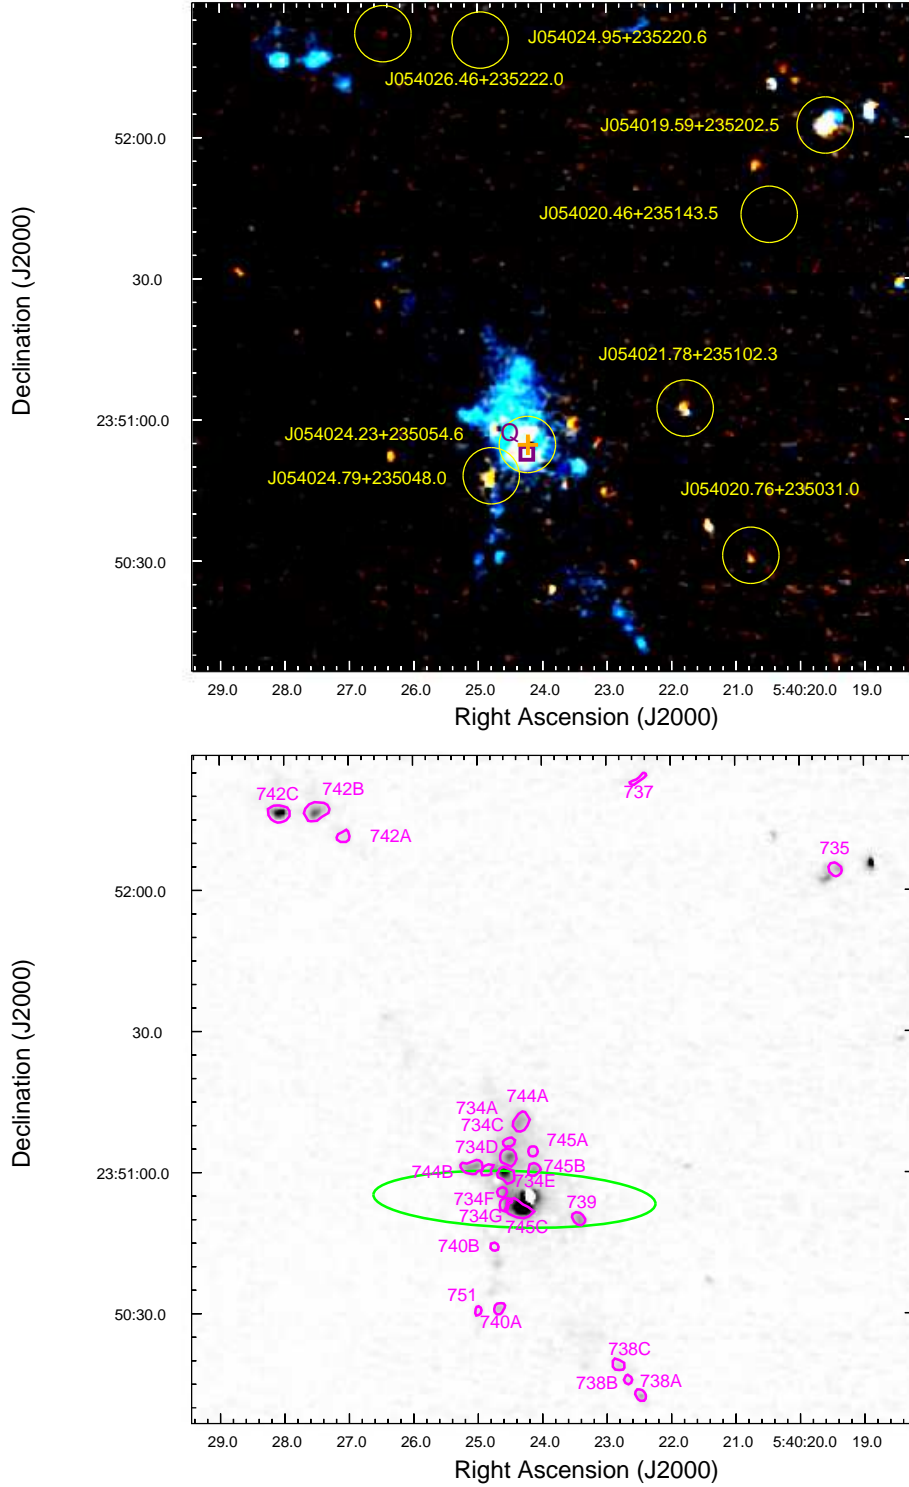 J054024.95+235220.6
J054026.46+235222.0
J054019.59+235202.5
52:00.0
J054020.46+235143.5
30.0
J054021.78+235102.3
23:51:00.0
J054024.23+235054.6
Q
J054024.79+235048.0
J054020.76+235031.0
50:30.0
Declination (J2000)
29.0 28.0 27.0 26.0 25.0 24.0 23.0 22.0 21.0 5:40:20.0 19.0
Right Ascension (J2000)
742C 742B 737
742A
735
52:00.0
30.0
744A
734A
734C
734D 745A
23:51:00.0 744B 745B
734E
734F 739
734G 745C
740B
751
50:30.0 740A
738C
738B 738A
Declination (J2000)
29.0 28.0 27.0 26.0 25.0 24.0 23.0 22.0 21.0 5:40:20.0 19.0
Right Ascension (J2000)